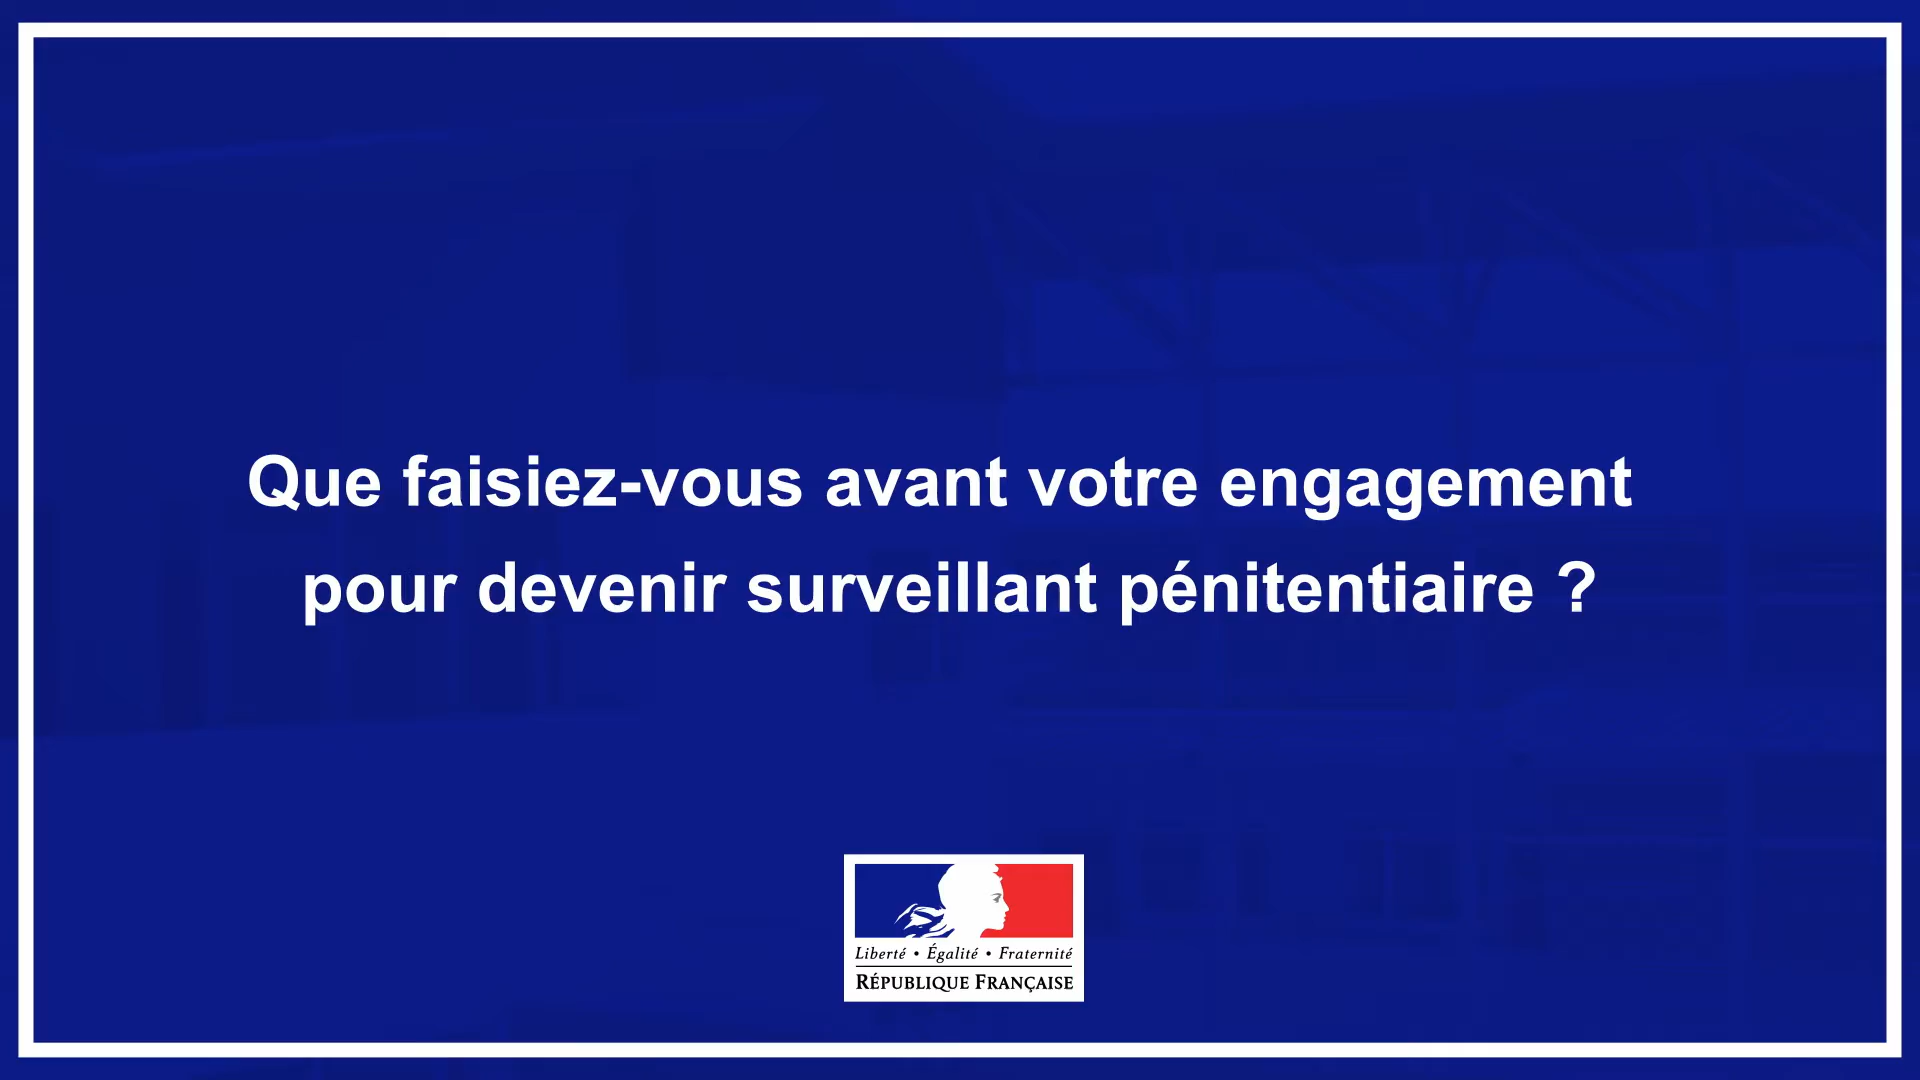 Que faisiez-vous avant votre engagement
pour devenir surveillant pénitentiaire ?
Liberté • Égalité • Fraternité
RÉPUBLIQUE FRANÇAISE